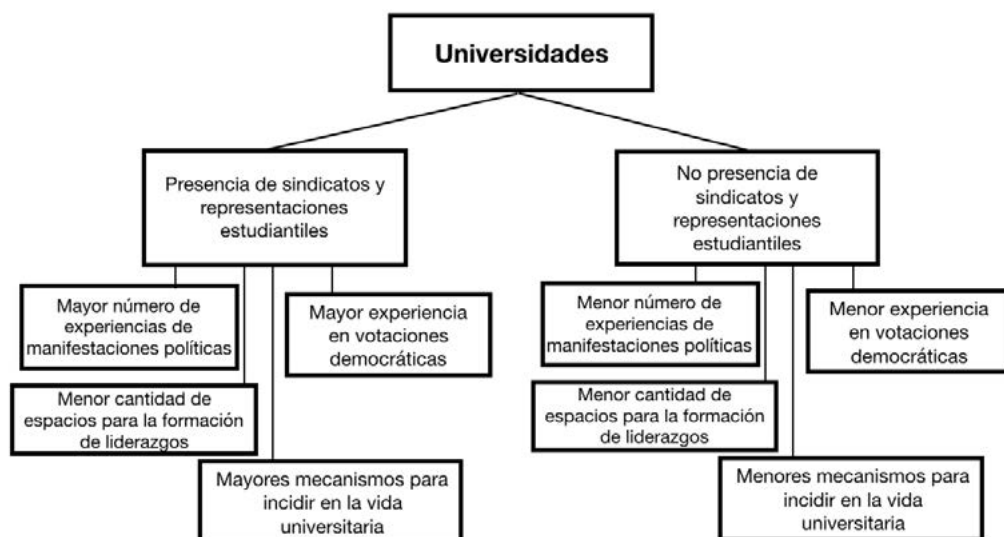 Universidades
Presencia de sindicatos y
representaciones
estudiantiles
No presencia de
sindicatos y
representaciones
estudiantiles
Mayor número de
experiencias de
manifestaciones políticas
Mayor experiencia
en votaciones
democráticas
Menor cantidad de
espacios para la formación
de liderazgos
Mayores mecanismos para
incidir en la vida
universitaria
Menor número de
experiencias de
manifestaciones políticas
Menor experiencia
en votaciones
democráticas
Menor cantidad de
espacios para la formación
de liderazgos
Menores mecanismos para
incidir en la vida
universitaria